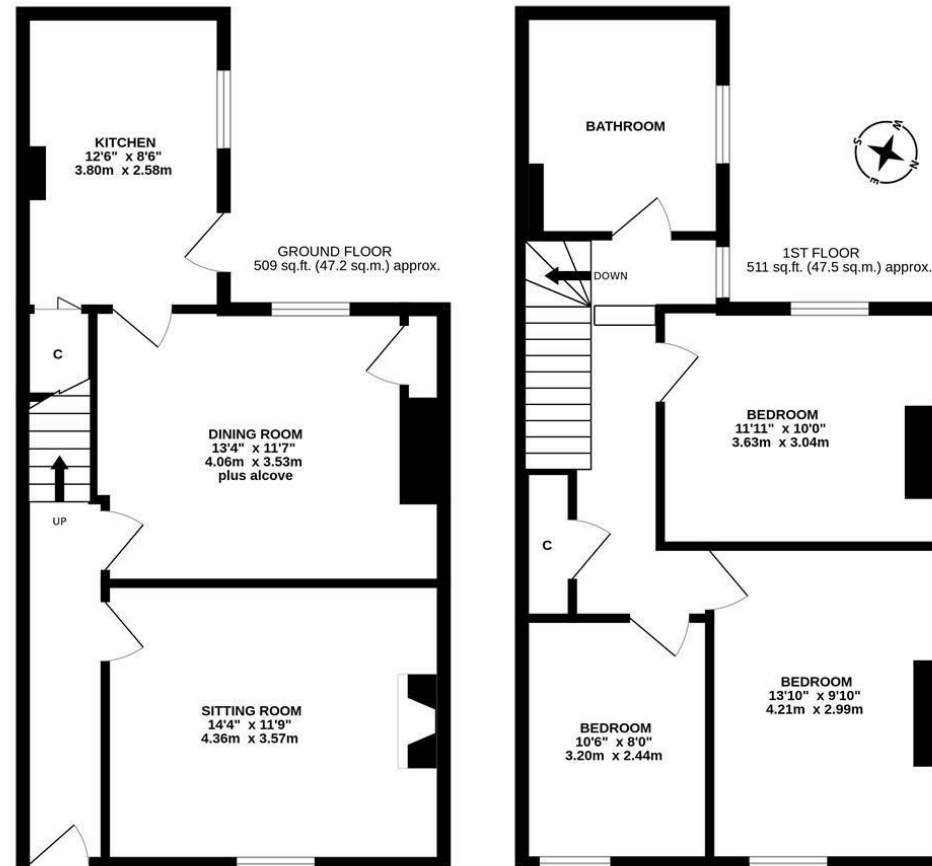 KITCHEN
12'6" x 8'6"
3.80m x 2.58m
GROUND FLOOR
509 sq.ft. (47.2 sq.m.) approx.
C
DINING ROOM
13'4" x 11'7"
4.06m x 3.53m
plus alcove
UP
SITTING ROOM
14'4" x 11'9"
4.36m x 3.57m
BATHROOM
N
W
S
E
1ST FLOOR
511 sq.ft. (47.5 sq.m.) approx.
DOWN
BEDROOM
11'11" x 10'0"
3.63m x 3.04m
C
BEDROOM
13'10" x 9'10"
4.21m x 2.99m
BEDROOM
10'6" x 8'0"
3.20m x 2.44m